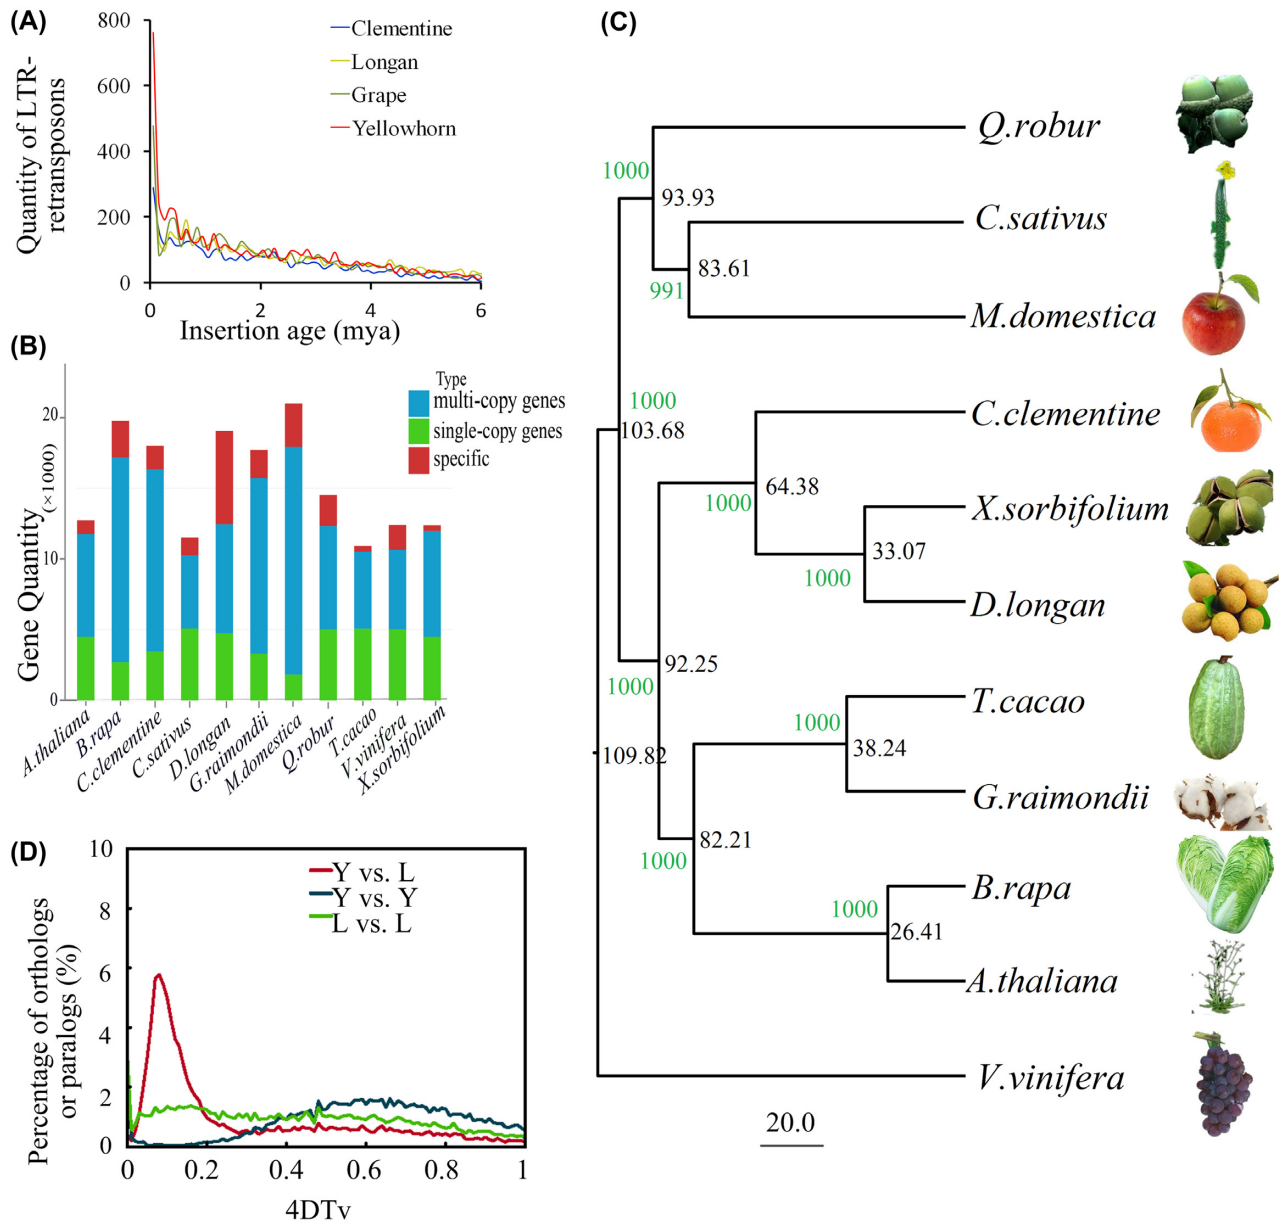 (A)
800
600
400
200
0
0
2
4
6
Quantity of LTR-
retransposons
Insertion age (mya)
Clementine
Longan
Grape
Yellowhorn
(B)
20
10
0
Gene Quantity (×1000)
Type
multi-copy genes
single-copy genes
specific
A.thaliana
B.rapa
C.clementine
C.sativus
D.longan
G.raimondii
M.domestica
Q.robur
T.cacao
V.vinifera
X.sorbifolium
(C)
Q.robur
1000
93.93
C.sativus
83.61
991
M.domestica
1000
103.68
C.clementine
64.38
1000
X.sorbifolium
33.07
1000
D.longan
92.25
1000
T.cacao
1000
38.24
109.82
G.raimondii
82.21
1000
B.rapa
1000
26.41
A.thaliana
V.vinifera
20.0
(D)
10
8
6
4
2
0
0
0.2
0.4
0.6
0.8
1
Percentage of orthologs
or paralogs (%)
4DTv
Y vs. L
Y vs. Y
L vs. L